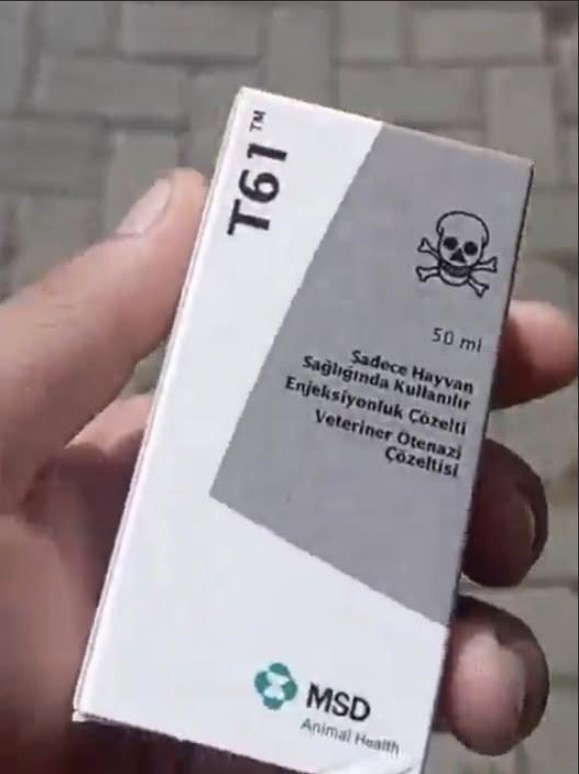 T61™
50 ml
Sadece Hayvan
Sağlığında Kullanılır
Enjeksiyonluk Çözelti
Veteriner Ötenazi
Çözeltisi
MSD
Animal Health